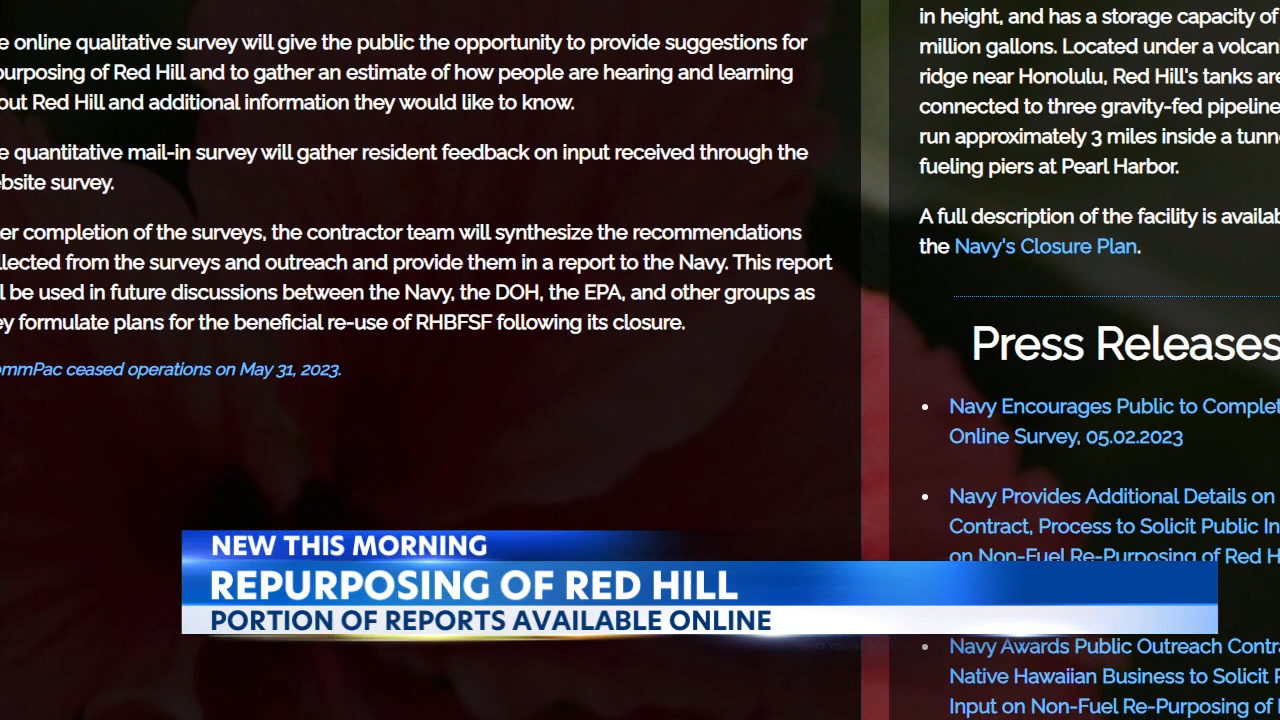 e online qualitative survey will give the public the opportunity to provide suggestions for
purposing of Red Hill and to gather an estimate of how people are hearing and learning
out Red Hill and additional information they would like to know.
e quantitative mail-in survey will gather resident feedback on input received through the
bsite survey.
er completion of the surveys, the contractor team will synthesize the recommendations
llected from the surveys and outreach and provide them in a report to the Navy. This report
l be used in future discussions between the Navy, the DOH, the EPA, and other groups as
ey formulate plans for the beneficial re-use of RHBFSF following its closure.
ommPac ceased operations on May 31, 2023.
in height, and has a storage capacity of
million gallons. Located under a volcan
ridge near Honolulu, Red Hill's tanks are
connected to three gravity-fed pipeline
run approximately 3 miles inside a tunn
fueling piers at Pearl Harbor.
A full description of the facility is availab
the Navy's Closure Plan.
Press Releases
Navy Encourages Public to Complet
Online Survey, 05.02.2023
Navy Provides Additional Details on
Contract, Process to Solicit Public In
on Non-Fuel Re-Purposing of Red H
Navy Awards Public Outreach Contra
Native Hawaiian Business to Solicit P
Input on Non-Fuel Re-Purposing of
NEW THIS MORNING
REPURPOSING OF RED HILL
PORTION OF REPORTS AVAILABLE ONLINE